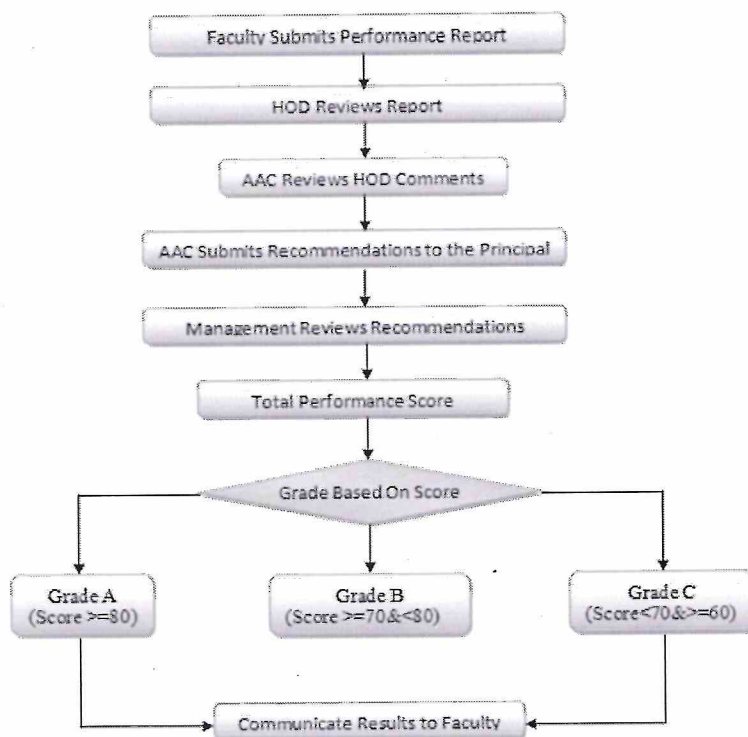 Faculty Submits Performance Report
HOD Reviews Report
AAC Reviews HOD Comments
AAC Submits Recommendations to the Principal
Management Reviews Recommendations
Total Performance Score
Grade Based On Score
Grade A
(Score >=80)
Grade B
(Score >=70&<80)
Grade C
(Score<70&>=60)
Communicate Results to Faculty